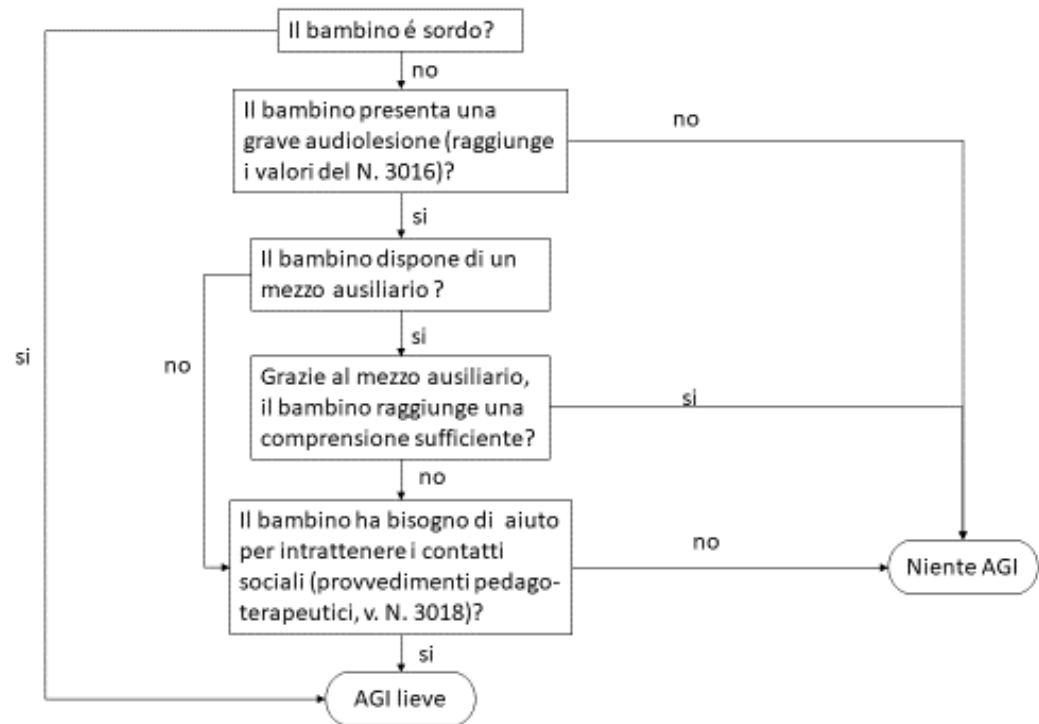 Il bambino é sordo?
no
Il bambino presenta una
grave audiolesione (raggiunge
i valori del N. 3016)?
no
si
Il bambino dispone di un
mezzo ausiliario ?
si
no
si
Grazie al mezzo ausiliario,
il bambino raggiunge una
comprensione sufficiente?
si
no
Il bambino ha bisogno di aiuto
per intrattenere i contatti
sociali (provvedimenti pedago-
terapeutici, v. N. 3018)?
no
Niente AGI
si
AGI lieve